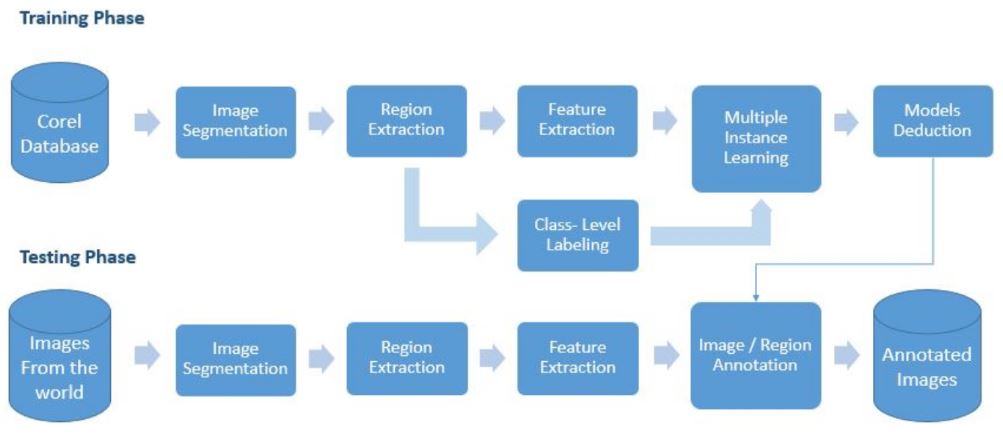 Training Phase
Corel
Database
Image
Segmentation
Region
Extraction
Feature
Extraction
Multiple
Instance
Learning
Models
Deduction
Class- Level
Labeling
Testing Phase
Images
From the
world
Image
Segmentation
Region
Extraction
Feature
Extraction
Image / Region
Annotation
Annotated
Images